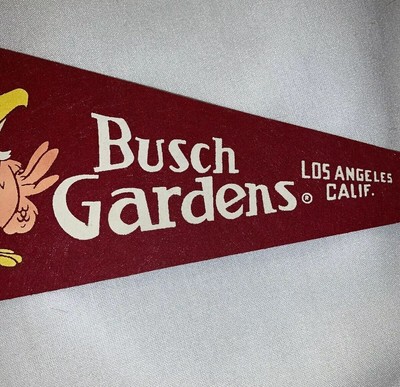 Busch
Gardens®
LOS ANGELES
CALIF.